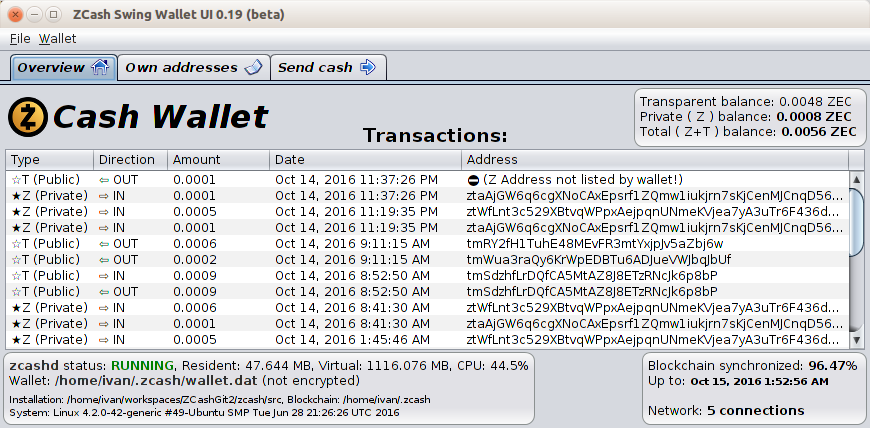 ZCash Swing Wallet UI 0.19 (beta)
File Wallet
Overview Own addresses Send cash
Cash Wallet
Transactions:
Transparent balance: 0.0048 ZEC
Private ( Z ) balance: 0.0008 ZEC
Total ( Z+T ) balance: 0.0056 ZEC
Type Direction Amount Date Address
☆T (Public) ⇦ OUT 0.0001 Oct 14, 2016 11:37:26 PM ⛔ (Z Address not listed by wallet!)
★Z (Private) ⇨ IN 0.0001 Oct 14, 2016 11:37:26 PM ztaAjGW6q6cgXNoCAxEpsrf1ZQmw1iukjrn7sKjCenMJCnqD56...
★Z (Private) ⇨ IN 0.0005 Oct 14, 2016 11:19:35 PM ztWfLnt3c529XBtvqWPpxAejpqnUNmeKVjea7yA3uTr6F436d...
★Z (Private) ⇨ IN 0.0001 Oct 14, 2016 11:19:35 PM ztaAjGW6q6cgXNoCAxEpsrf1ZQmw1iukjrn7sKjCenMJCnqD56...
☆T (Public) ⇦ OUT 0.0006 Oct 14, 2016 9:11:15 AM tmRY2fH1TuhE48MEvFR3mtYxjpJv5aZbj6w
☆T (Public) ⇦ OUT 0.0002 Oct 14, 2016 9:11:15 AM tmWua3raQy6KrWpEDBTu6ADJueVWJbqJbUf
☆T (Public) ⇨ IN 0.0009 Oct 14, 2016 8:52:50 AM tmSdzhfLrDQfCA5MtAZ8J8ETzRNcJk6p8bP
☆T (Public) ⇦ OUT 0.0009 Oct 14, 2016 8:52:50 AM tmSdzhfLrDQfCA5MtAZ8J8ETzRNcJk6p8bP
★Z (Private) ⇨ IN 0.0006 Oct 14, 2016 8:41:30 AM ztWfLnt3c529XBtvqWPpxAejpqnUNmeKVjea7yA3uTr6F436d...
★Z (Private) ⇨ IN 0.0001 Oct 14, 2016 8:41:30 AM ztaAjGW6q6cgXNoCAxEpsrf1ZQmw1iukjrn7sKjCenMJCnqD56...
★Z (Private) ⇨ IN 0.0005 Oct 14, 2016 1:45:46 AM ztWfLnt3c529XBtvqWPpxAejpqnUNmeKVjea7yA3uTr6F436d...
zcashd status: RUNNING, Resident: 47.644 MB, Virtual: 1116.076 MB, CPU: 44.5%
Wallet: /home/ivan/.zcash/wallet.dat (not encrypted)
Installation: /home/ivan/workspaces/ZCashGit2/zcash/src, Blockchain: /home/ivan/.zcash
System: Linux 4.2.0-42-generic #49-Ubuntu SMP Tue Jun 28 21:26:26 UTC 2016
Blockchain synchronized: 96.47%
Up to: Oct 15, 2016 1:52:56 AM
Network: 5 connections